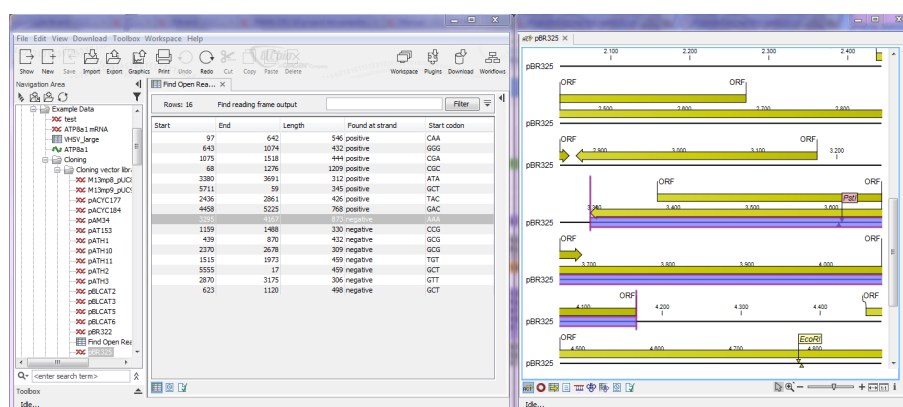 File Edit View Download Toolbox Workspace Help
Show New Save Import Export Graphics Print Undo Redo Cut Copy Paste Delete Workspace Plugins Download Workflows
Navigation Area
Example Data
test
ATP8a1 mRNA
VHSV_large
ATP8a1
Cloning
Cloning vector libr
M13mp8_pUC8
M13mp9_pUC9
pACYC177
pACYC184
pAM34
pAT153
pATH1
pATH10
pATH11
pATH2
pATH3
pBLCAT2
pBLCAT3
pBLCAT5
pBLCAT6
pBR322
Find Open Rea
pBR325
<enter search term>
Toolbox
Idle...
Find Open Rea... ×
Rows: 16 Find reading frame output Filter
Start End Length Found at strand Start codon
97 642 546 positive CAA
643 1074 432 positive GGG
1075 1518 444 positive CGA
68 1276 1209 positive CGC
3380 3691 312 positive ATA
5711 59 345 positive GCT
2436 2861 426 positive TAC
4458 5225 768 positive GAC
3295 4167 873 negative AAA
1159 1488 330 negative CCG
439 870 432 negative GCG
2370 2678 309 negative GCG
1515 1973 459 negative TGT
5555 17 459 negative GCT
2870 3175 306 negative GTT
623 1120 498 negative GCT
pBR325 ×
2.100 2.200 2.300 2.400
pBR325
ORF ORF
2.500 2.600 2.700 2.800
pBR325
ORF ORF
2.900 3.000 3.100 3.200
pBR325
ORF ORF
PstI
3.300 3.400 3.500 3.600
pBR325
ORF ORF
3.700 3.800 3.900 4.000
pBR325
ORF ORF
4.100 4.200 4.300 4.400
pBR325
ORF EcoRI
4.500 4.600 4.700 4.800
pBR325
Idle...